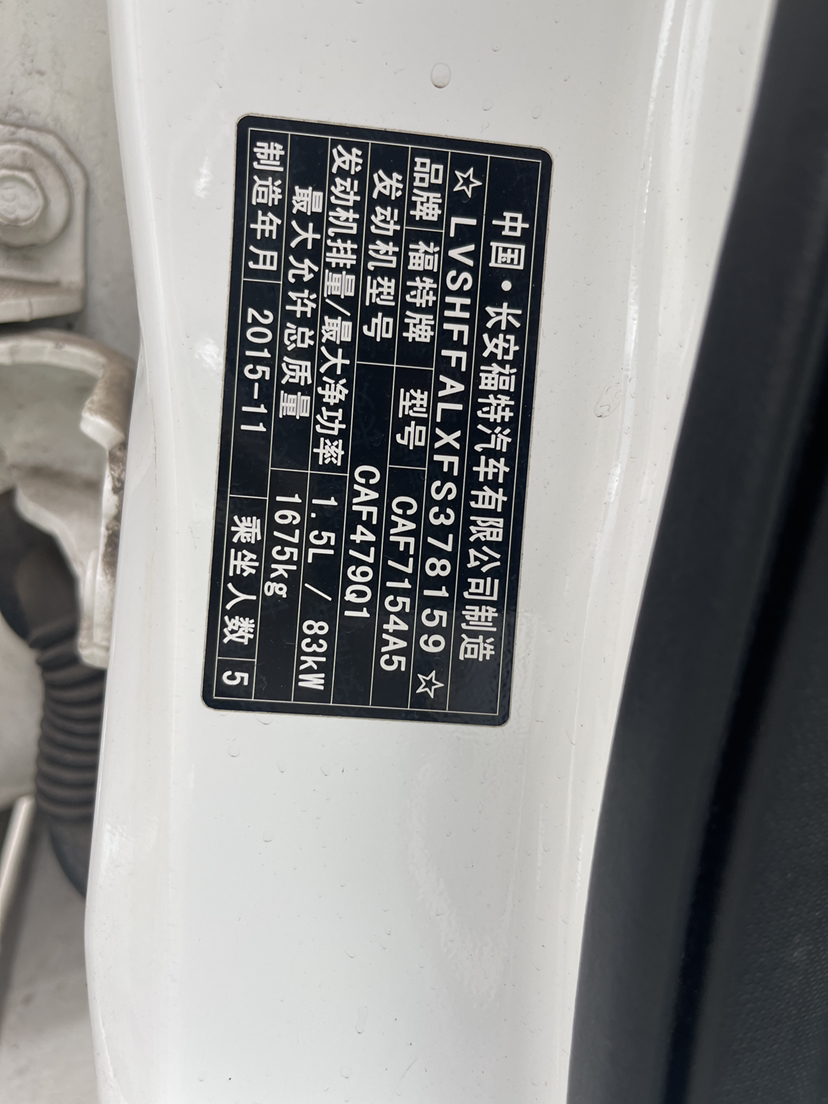 中国·长安福特汽车有限公司制造
☆ LVSHFFALXFS378159 ☆
品牌 福特牌 型号 CAF7154A5
发动机型号 CAF479Q1
发动机排量/最大净功率 1.5L / 83kW
最大允许总质量 1675kg
制造年月 2015-11 乘坐人数 5